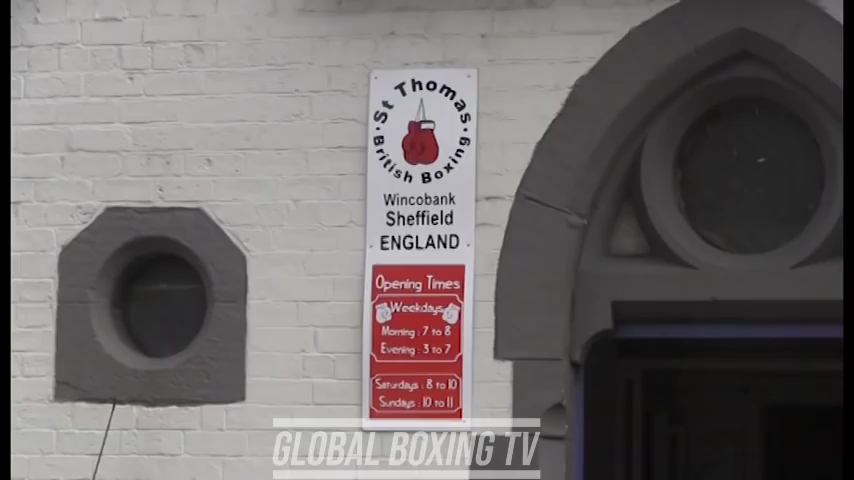 · St Thomas ·
British Boxing
Wincobank
Sheffield
ENGLAND
Opening Times
Weekdays
Morning : 7 to 8
Evening : 3 to 7
Saturdays : 8 to 10
Sundays : 10 to 11
GLOBAL BOXING TV